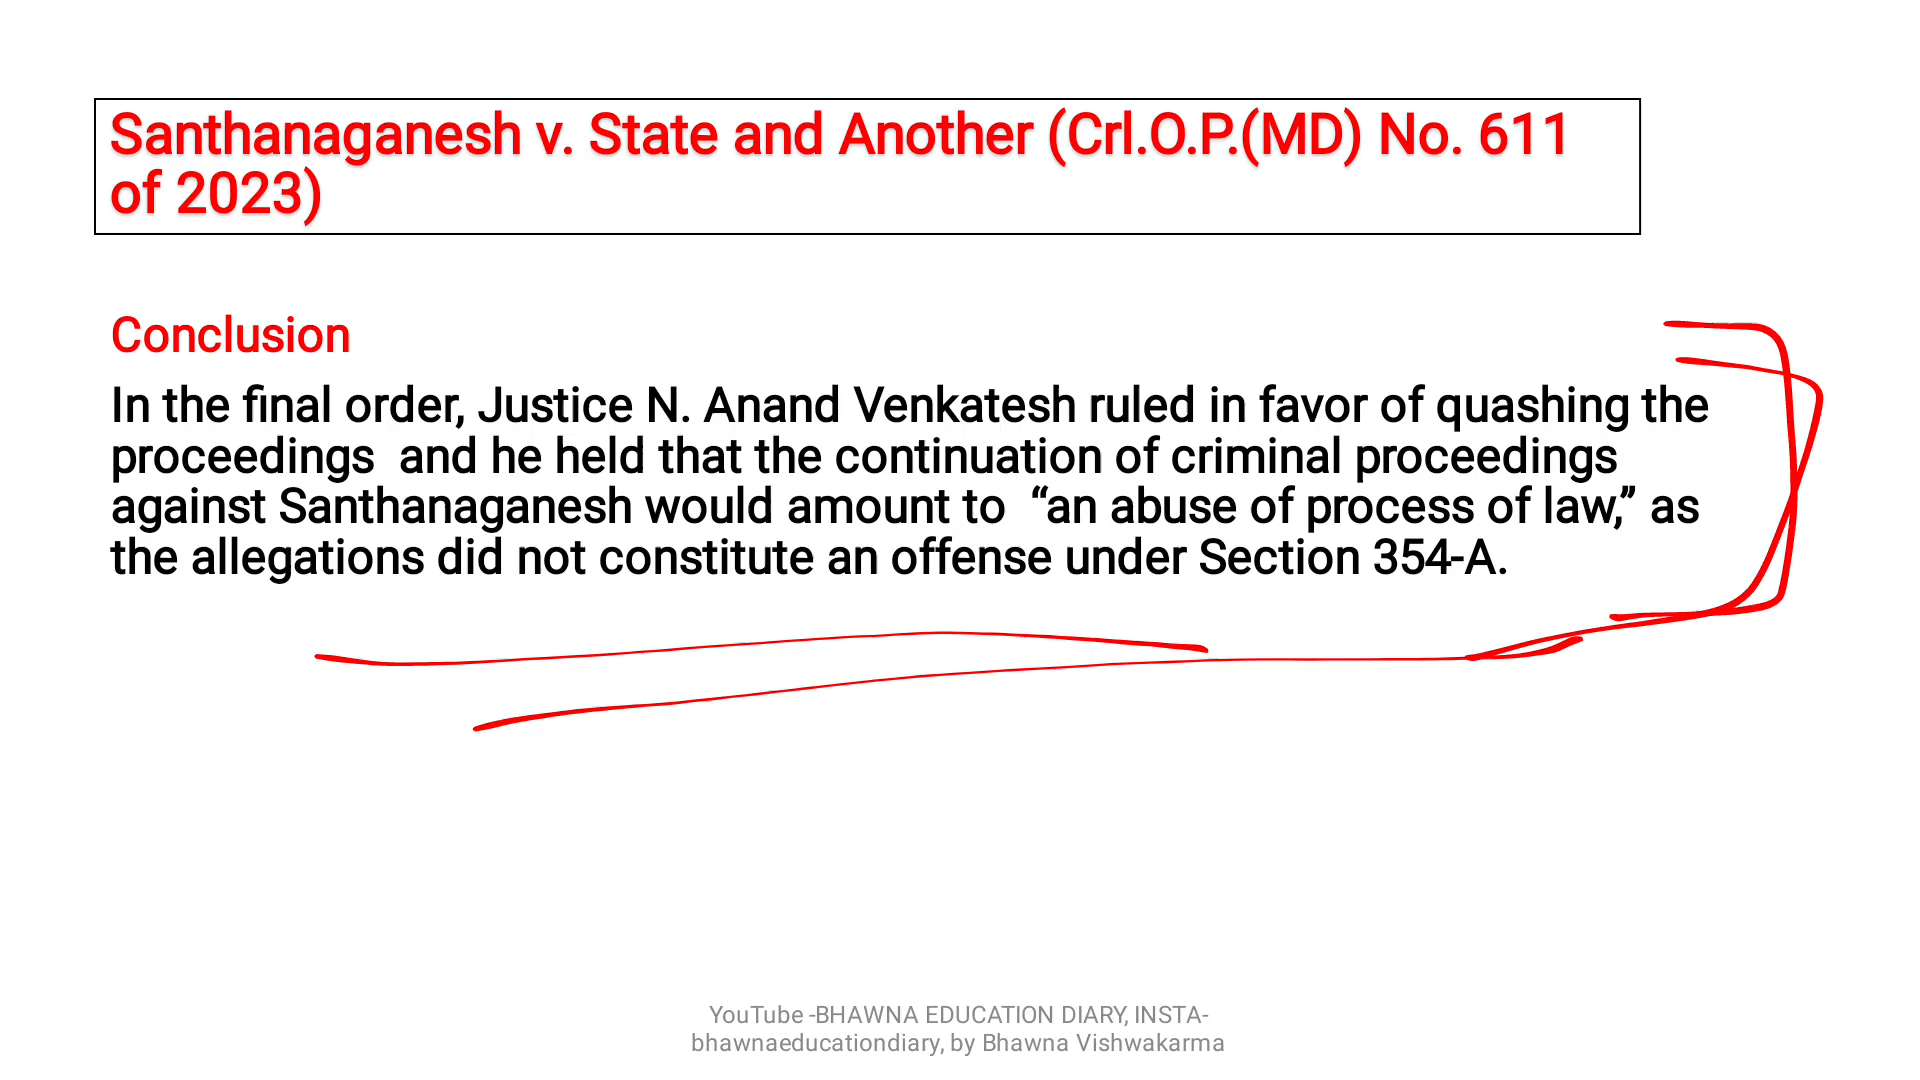 Santhanaganesh v. State and Another (Crl.O.P.(MD) No. 611
of 2023)
Conclusion
In the final order, Justice N. Anand Venkatesh ruled in favor of quashing the
proceedings  and he held that the continuation of criminal proceedings
against Santhanaganesh would amount to  “an abuse of process of law,” as
the allegations did not constitute an offense under Section 354-A.
YouTube -BHAWNA EDUCATION DIARY, INSTA-
bhawnaeducationdiary, by Bhawna Vishwakarma